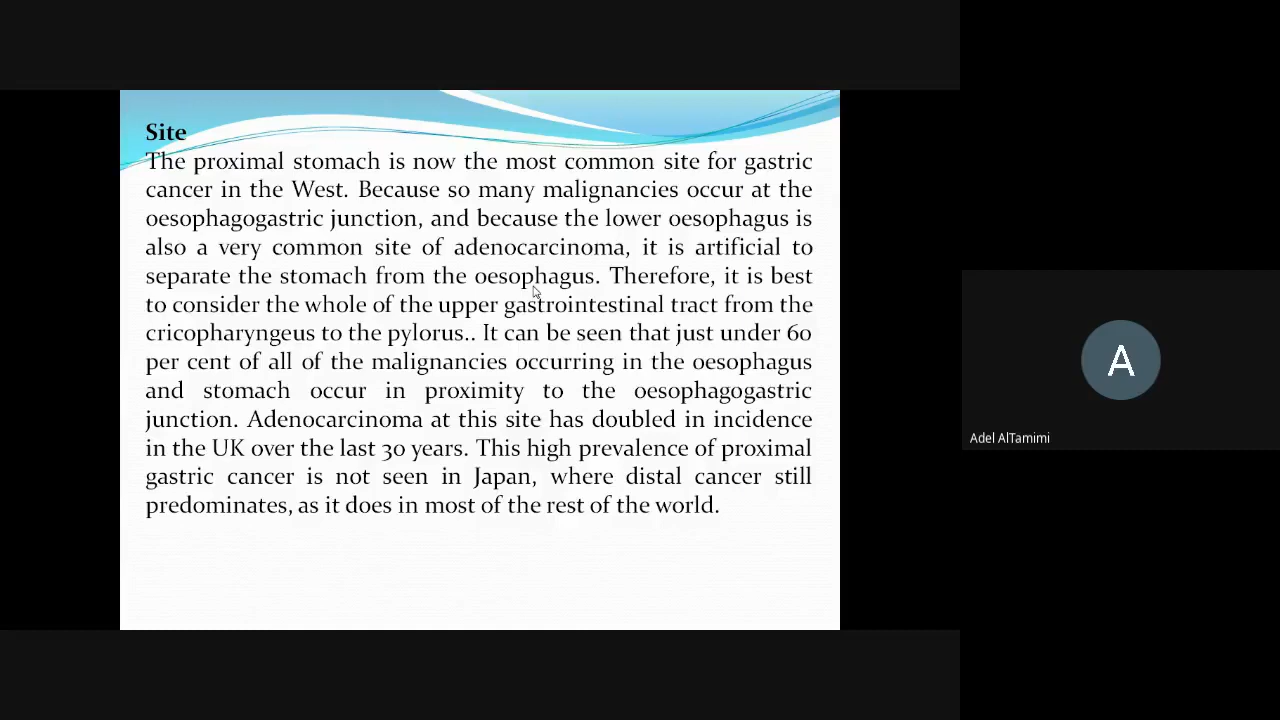 Site
The proximal stomach is now the most common site for gastric
cancer in the West. Because so many malignancies occur at the
oesophagogastric junction, and because the lower oesophagus is
also a very common site of adenocarcinoma, it is artificial to
separate the stomach from the oesophagus. Therefore, it is best
to consider the whole of the upper gastrointestinal tract from the
cricopharyngeus to the pylorus.. It can be seen that just under 60
per cent of all of the malignancies occurring in the oesophagus
and stomach occur in proximity to the oesophagogastric
junction. Adenocarcinoma at this site has doubled in incidence
in the UK over the last 30 years. This high prevalence of proximal
gastric cancer is not seen in Japan, where distal cancer still
predominates, as it does in most of the rest of the world.
A
Adel AlTamimi